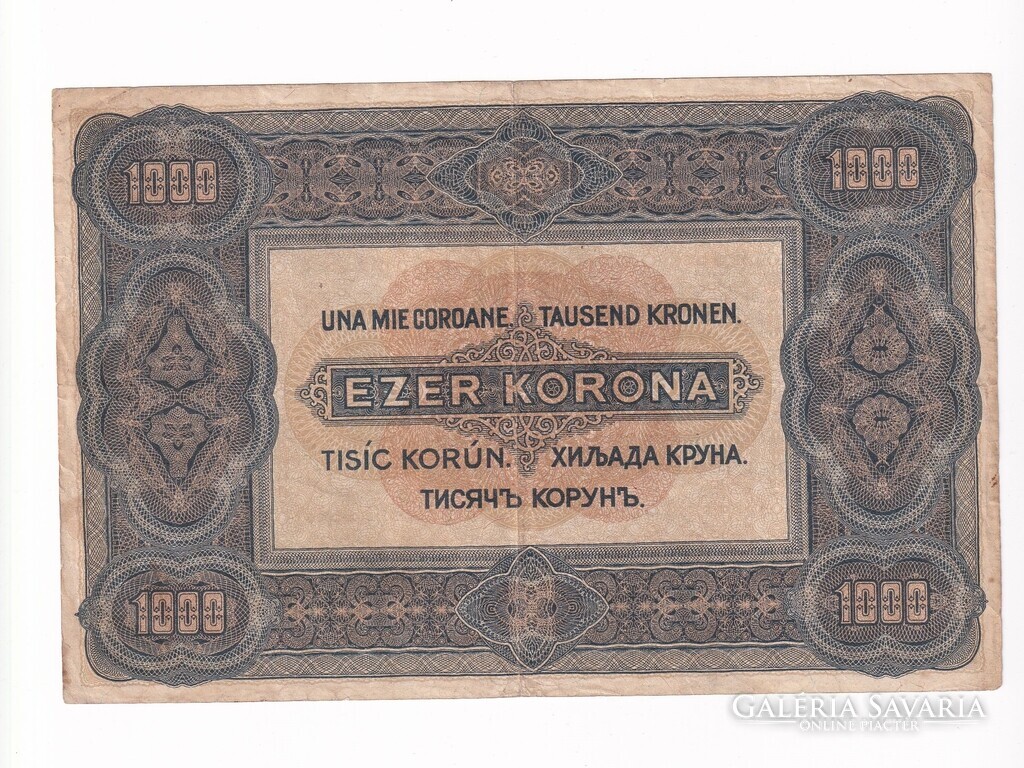 1000 1000
UNA MIE COROANE TAUSEND KRONEN.
EZER KORONA
TISÍC KORÚN. ХИЉАДА КРУНА.
ТИСЯЧЪ КОРУНЪ.
1000 1000
GALÉRIA SAVARIA
ONLINE PIACTÉR